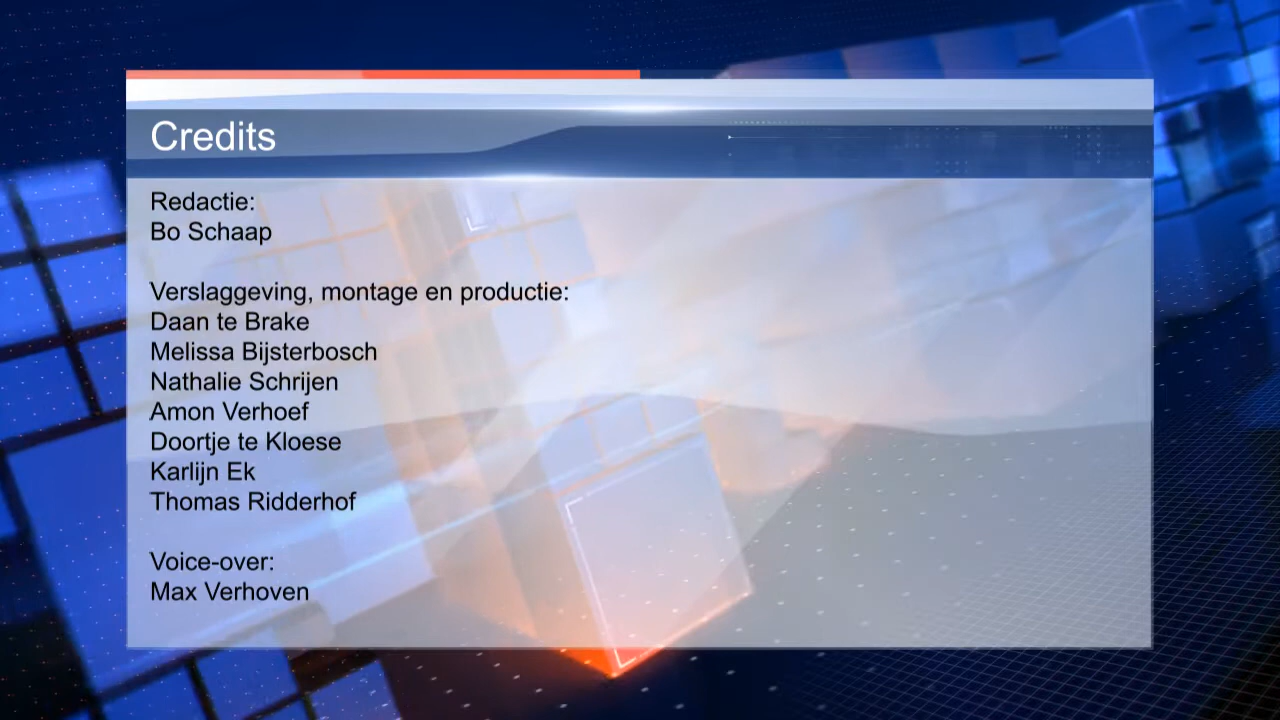 Credits
Redactie:
Bo Schaap
Verslaggeving, montage en productie:
Daan te Brake
Melissa Bijsterbosch
Nathalie Schrijen
Amon Verhoef
Doortje te Kloese
Karlijn Ek
Thomas Ridderhof
Voice-over:
Max Verhoven